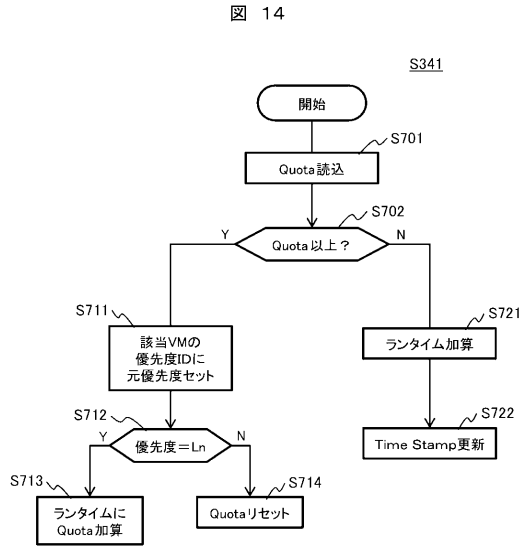 図 14
S341
開始
S701
Quota読込
S702
Quota以上？
Y
N
S711
該当VMの
優先度IDに
元優先度セット
S721
ランタイム加算
S712
優先度＝Ln
Y
N
S722
Time Stamp更新
S713
ランタイムに
Quota加算
S714
Quotaリセット